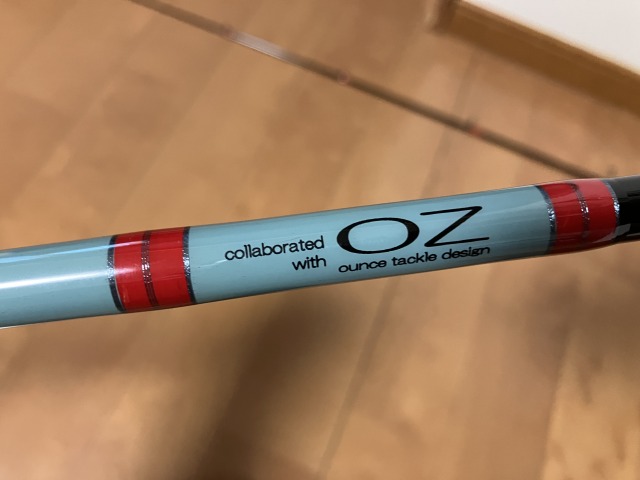 collaborated
with
OZ
ounce tackle design